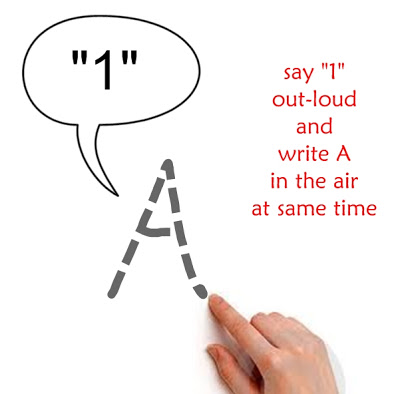 "1"
say "1"
out-loud
and
write A
in the air
at same time
A